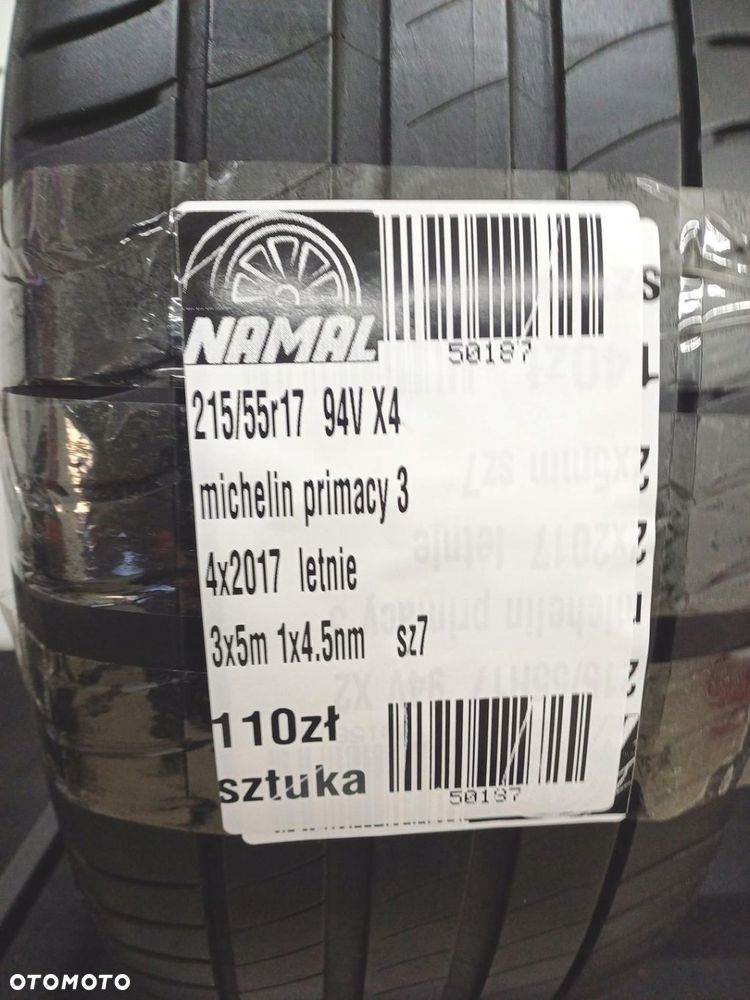 NAMAL
50187
215/55r17 94V X4
michelin primacy 3
4x2017 letnie
3x5m 1x4.5nm sz7
110zł
sztuka
50187
OTOMOTO